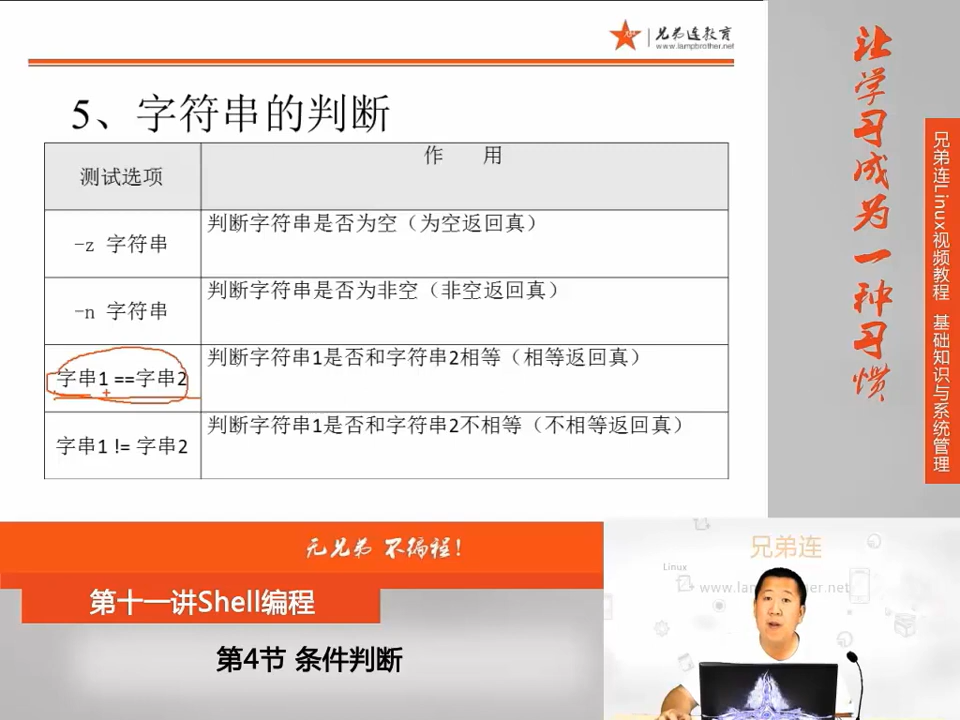 兄弟连教育
www.lampbrother.net
5、字符串的判断
测试选项
作 用
-z 字符串
判断字符串是否为空（为空返回真）
-n 字符串
判断字符串是否为非空（非空返回真）
字串1 ==字串2
判断字符串1是否和字符串2相等（相等返回真）
字串1 != 字串2
判断字符串1是否和字符串2不相等（不相等返回真）
让学习成为一种习惯
兄弟连Linux视频教程 基础知识与系统管理
无兄弟 不编程！
第十一讲Shell编程
第4节 条件判断
兄弟连
Linux